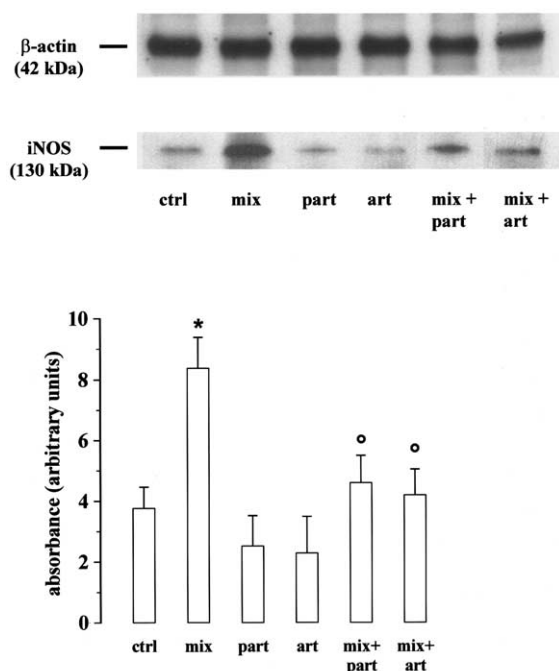 β-actin
(42 kDa)
iNOS
(130 kDa)
ctrl mix part art mix + part mix + art
absorbance (arbitrary units)
10
*
8
6
4
2
0
° °
ctrl mix part art mix+ part mix+ art